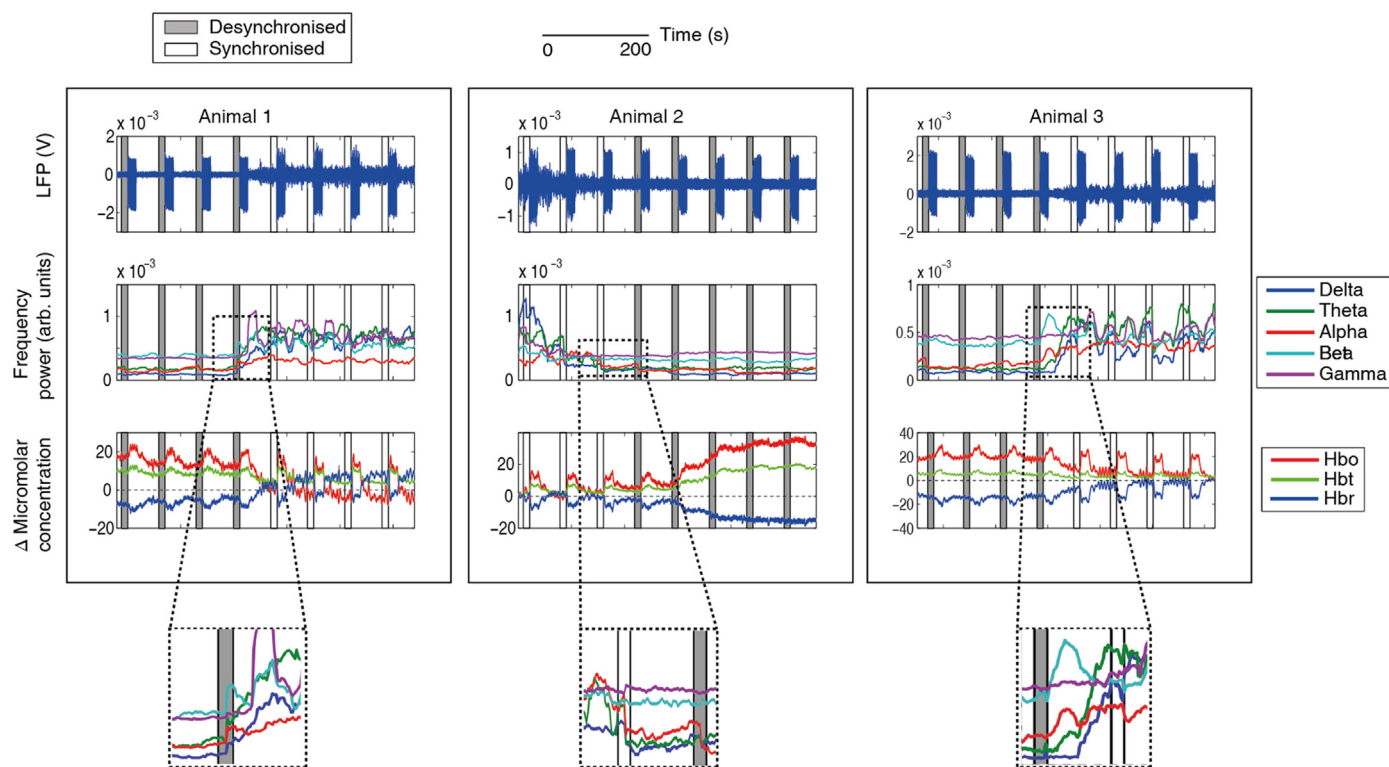 Desynchronised
Synchronised
Time (s)
0 200
Animal 1
Animal 2
Animal 3
x 10⁻³
x 10⁻³
x 10⁻³
LFP (V)
2
0
−2
1
0
−1
2
0
−2
x 10⁻³
x 10⁻³
x 10⁻³
Frequency
power (arb. units)
1
0
1
0
1
0.5
0
Delta
Theta
Alpha
Beta
Gamma
Δ Micromolar
concentration
20
0
−20
20
0
−20
40
20
0
−20
−40
Hbo
Hbt
Hbr